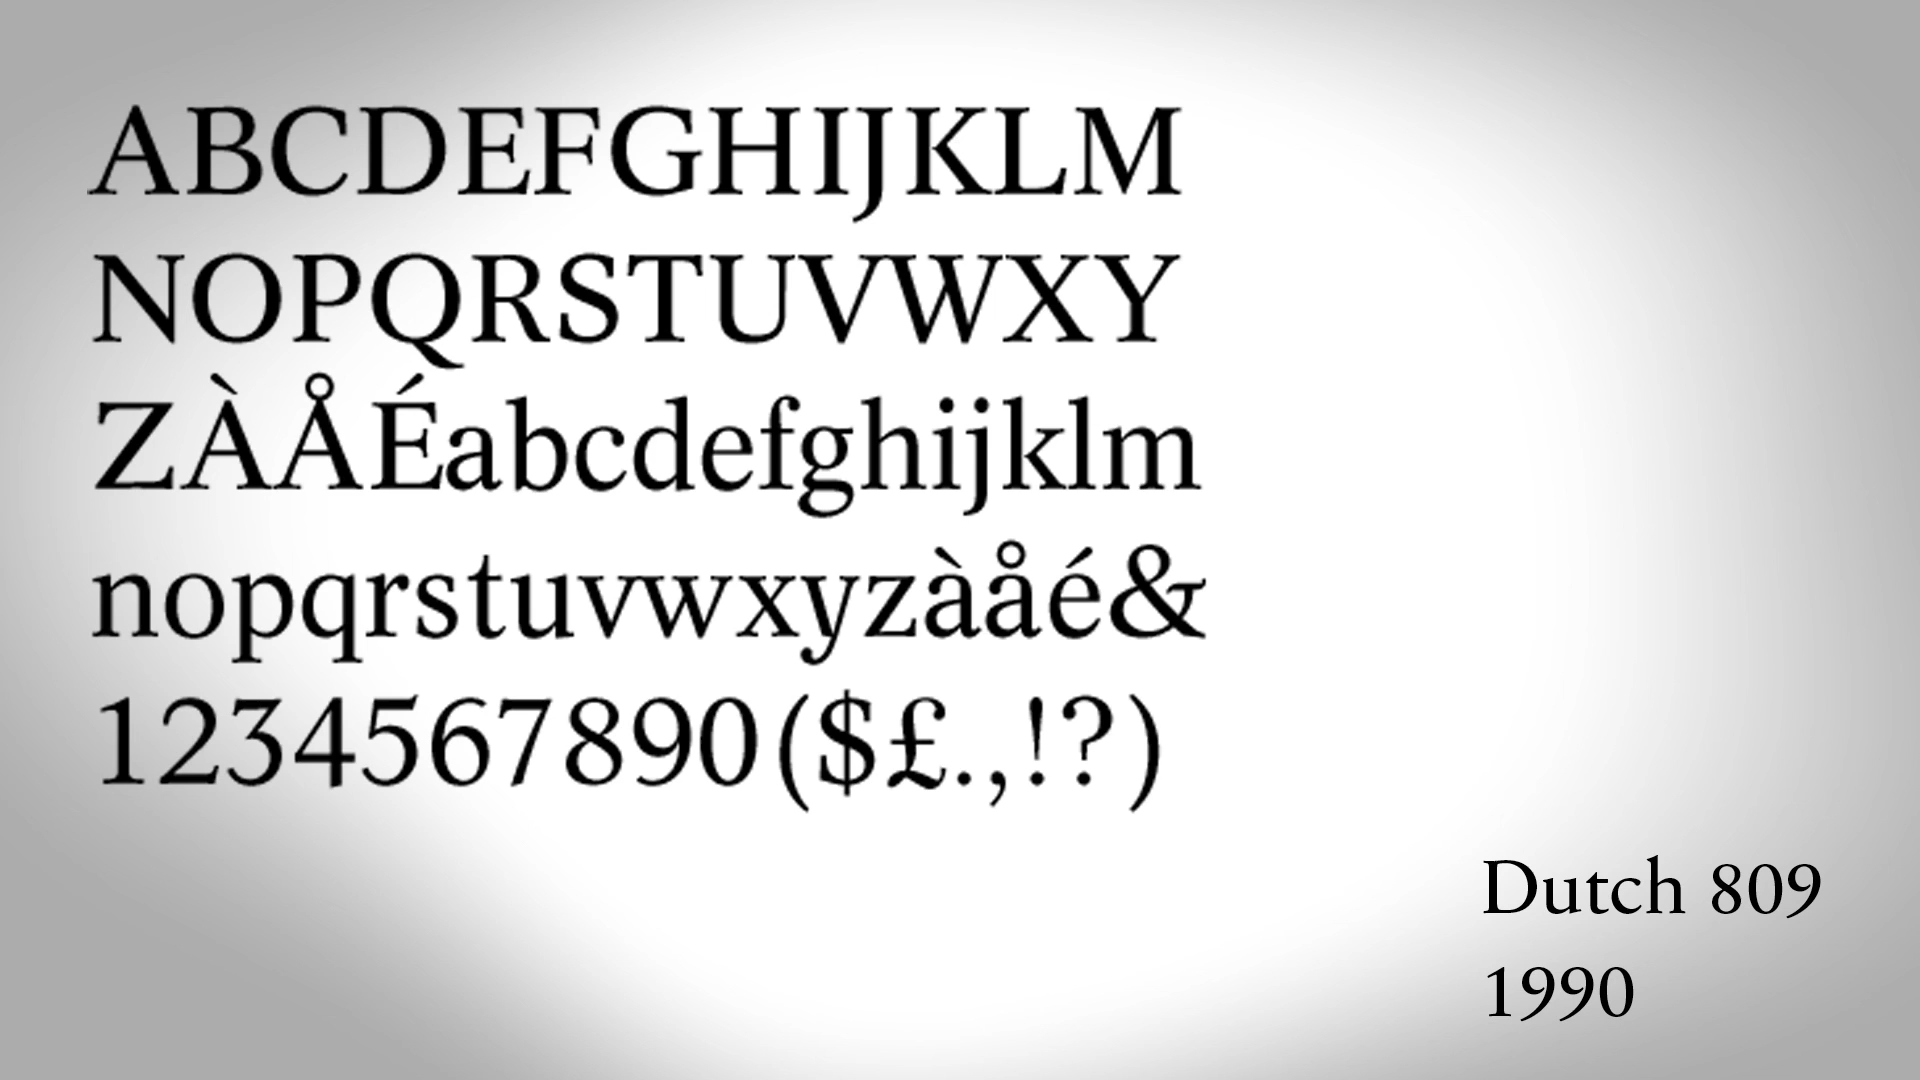 ABCDEFGHIJKLM
NOPQRSTUVWXY
ZÀÅÉabcdefghijklm
nopqrstuvwxyzàåé&
1234567890($£.,!?)
Dutch 809
1990